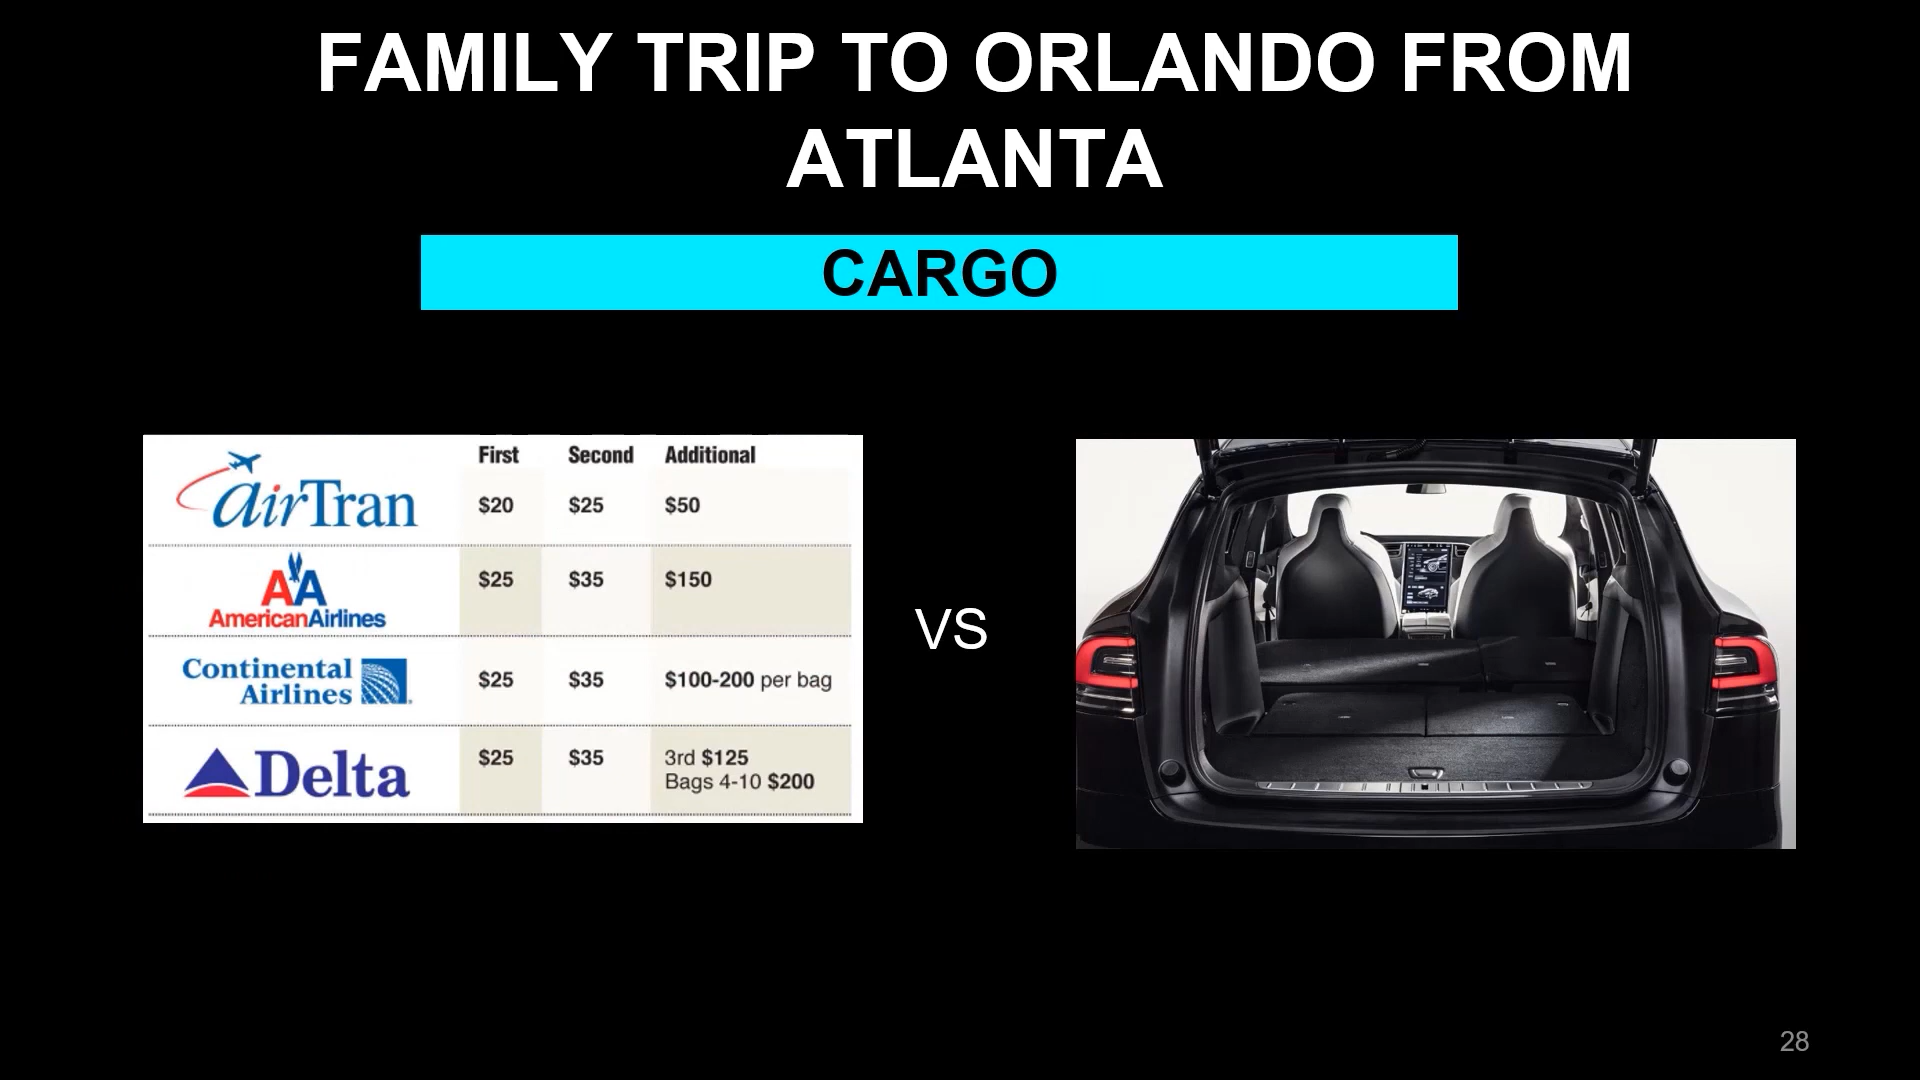 FAMILY TRIP TO ORLANDO FROM
ATLANTA
CARGO
First Second Additional
airTran $20 $25 $50
AA
AmericanAirlines $25 $35 $150
Continental
Airlines $25 $35 $100-200 per bag
Delta $25 $35 3rd $125
Bags 4-10 $200
VS
28